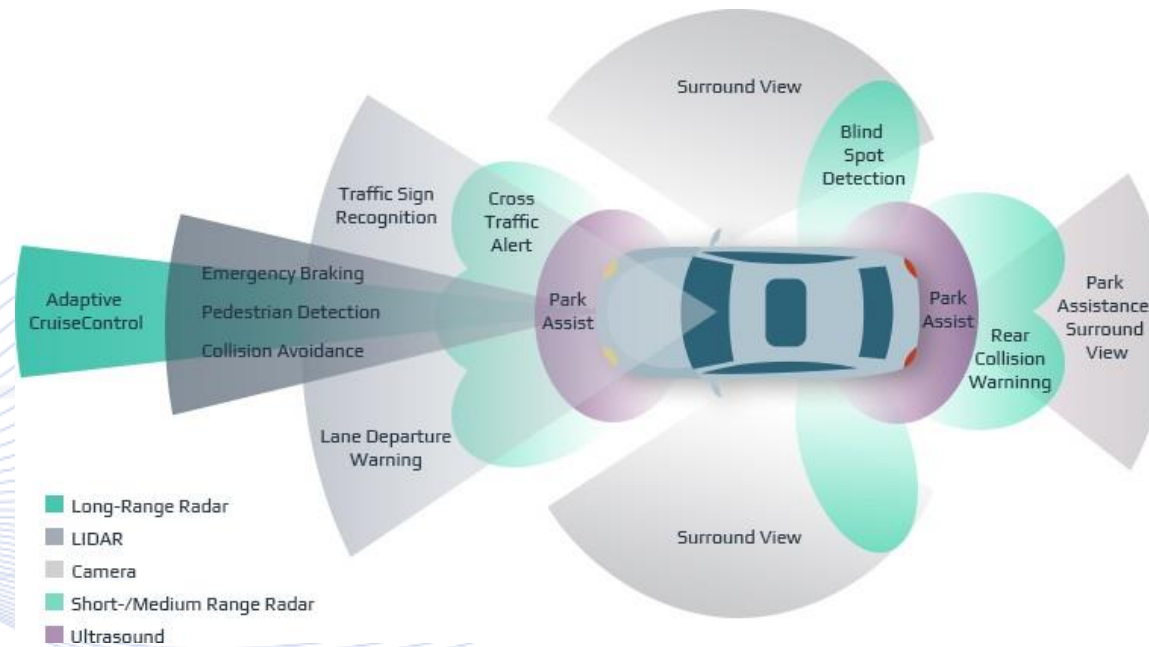 Surround View
Blind
Spot
Detection
Traffic Sign
Recognition
Cross
Traffic
Alert
Emergency Braking
Pedestrian Detection
Collision Avoidance
Adaptive
CruiseControl
Park
Assist
Park
Assist
Rear
Collision
Warninng
Park
Assistance
Surround
View
Lane Departure
Warning
Surround View
Long-Range Radar
LIDAR
Camera
Short-/Medium Range Radar
Ultrasound